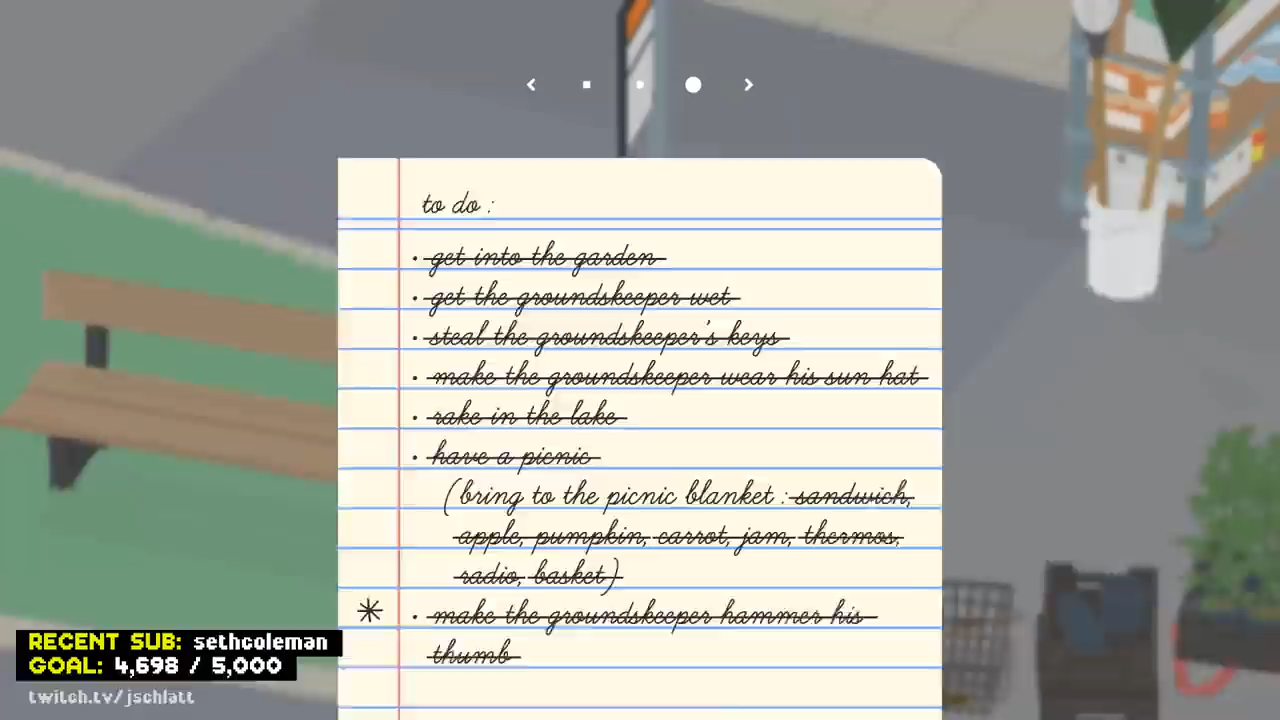 to do :
• get into the garden
• get the groundskeeper wet
• steal the groundskeeper's keys
• make the groundskeeper wear his sun hat
• rake in the lake
• have a picnic
(bring to the picnic blanket : sandwich,
apple, pumpkin, carrot, jam, thermos,
radio, basket)
• make the groundskeeper hammer his
thumb
RECENT SUB: sethcoleman
GOAL: 4,698 / 5,000
twitch.tv/jschlatt